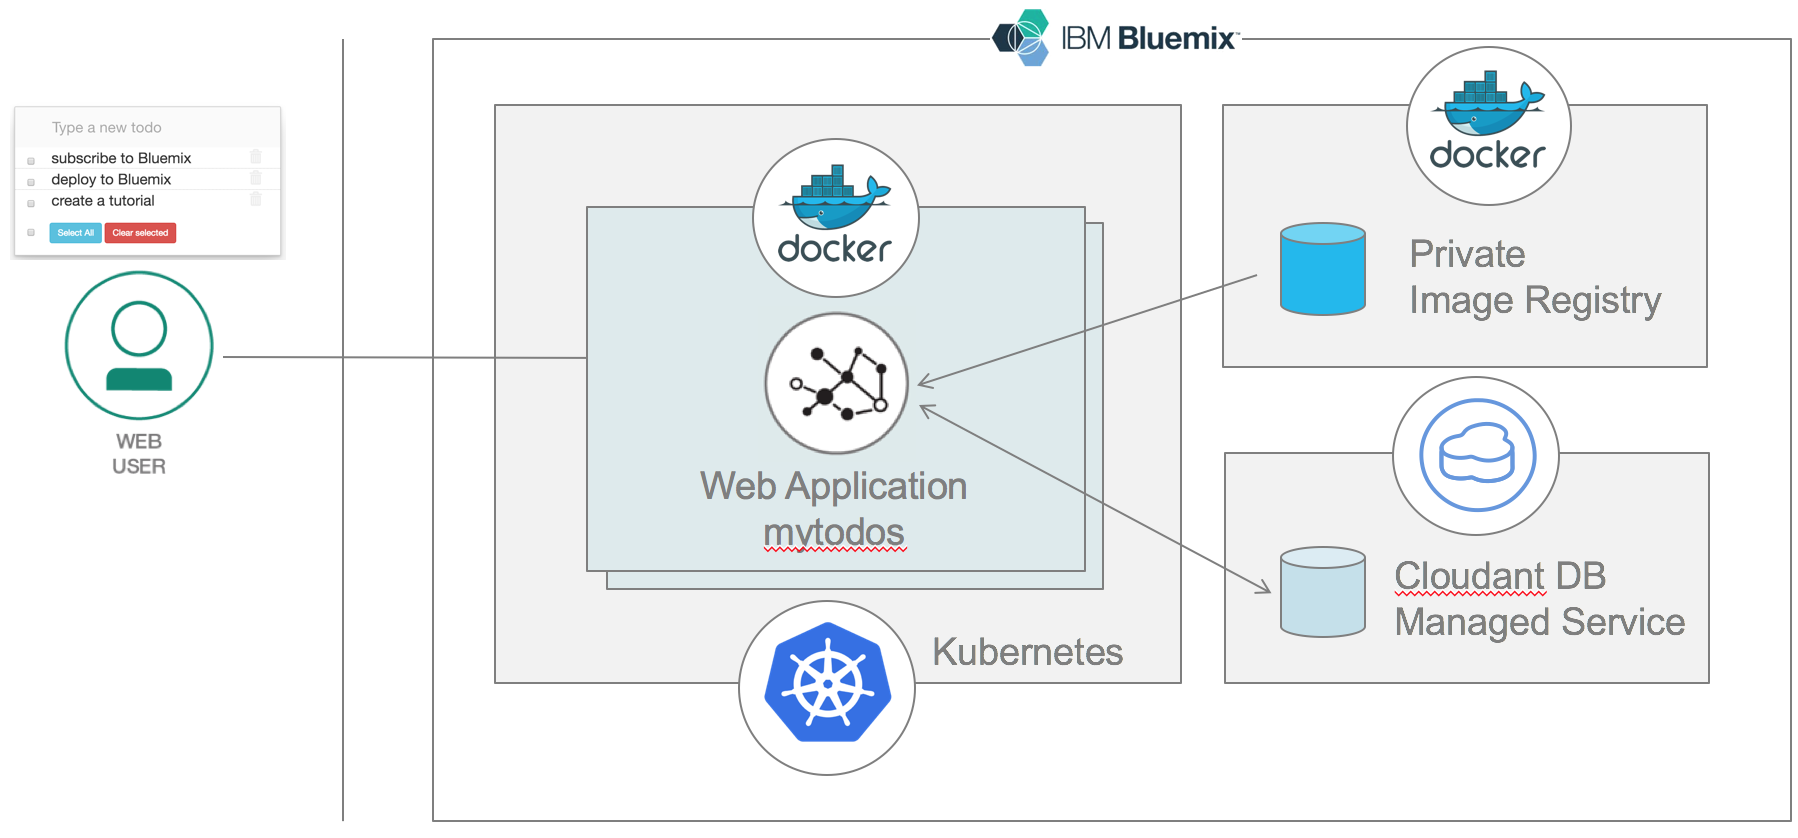 IBM Bluemix™
Type a new todo
subscribe to Bluemix
deploy to Bluemix
create a tutorial
Select All
Clear selected
WEB
USER
docker
Web Application
mytodos
Kubernetes
docker
Private
Image Registry
Cloudant DB
Managed Service